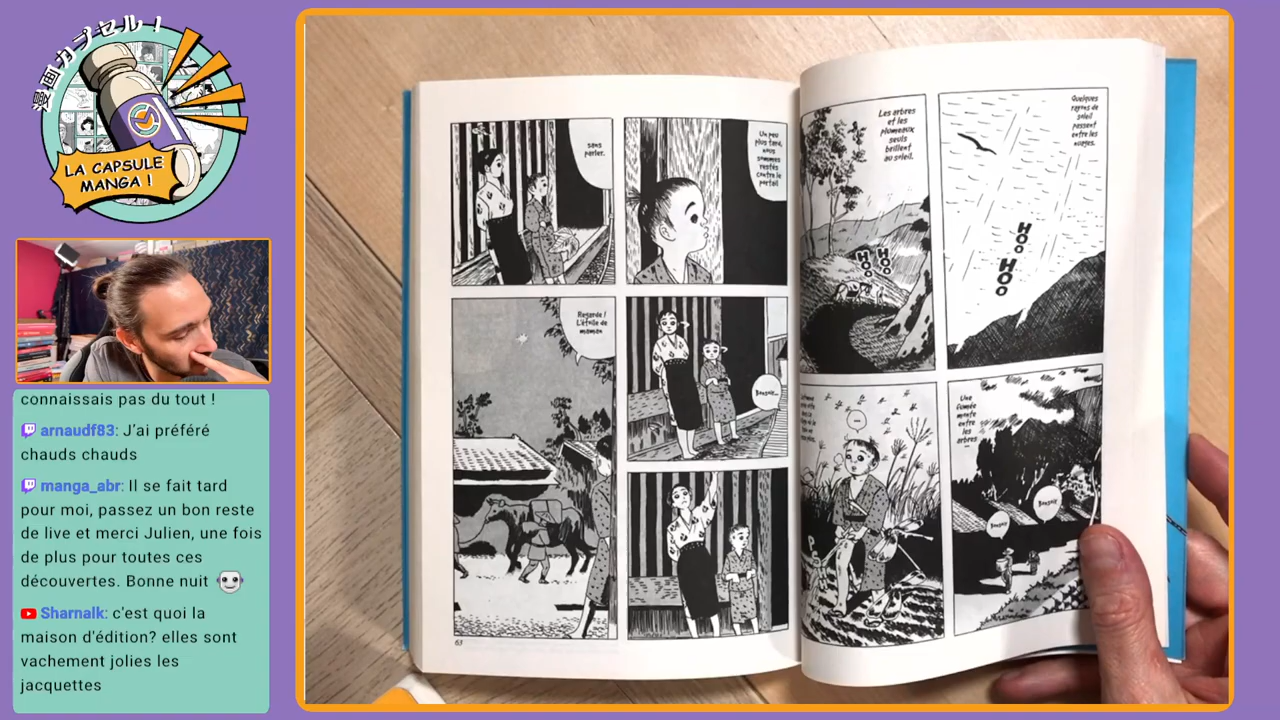 漫画カプセル！
LA CAPSULE
MANGA !
connaissais pas du tout !
arnaudf83: J'ai préféré
chauds chauds
manga_abr: Il se fait tard
pour moi, passez un bon reste
de live et merci Julien, une fois
de plus pour toutes ces
découvertes. Bonne nuit
Sharnalk: c'est quoi la
maison d'édition? elles sont
vachement jolies les
jacquettes
Quelques
rayons de
soleil
passent
entre les
nuages.
HOO
HOO
Les arbres
et les
plumeaux
seuls
brillent
au soleil.
HOO
HOO
Une
fumée
monte
entre
les
arbres
...
Bonsoir
Bonsoir
...
Un peu
plus tard,
nous
sommes
restés
contre le
portail
sans
parler.
Bonsoir...
Regarde !
L'étoile de
maman
63